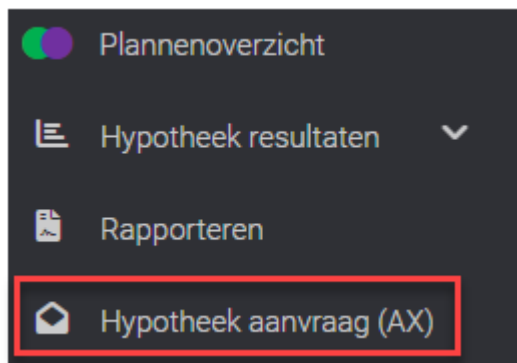 Plannenoverzicht
Hypotheek resultaten
Rapporteren
Hypotheek aanvraag (AX)